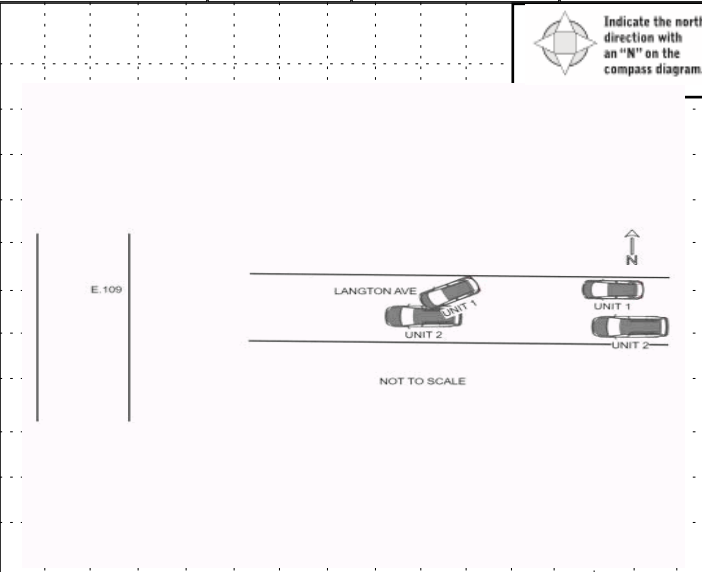 Indicate the north
direction with
an “N” on the
compass diagram.
N
E.109
LANGTON AVE
UNIT 1
UNIT 2
UNIT 1
UNIT 2
NOT TO SCALE